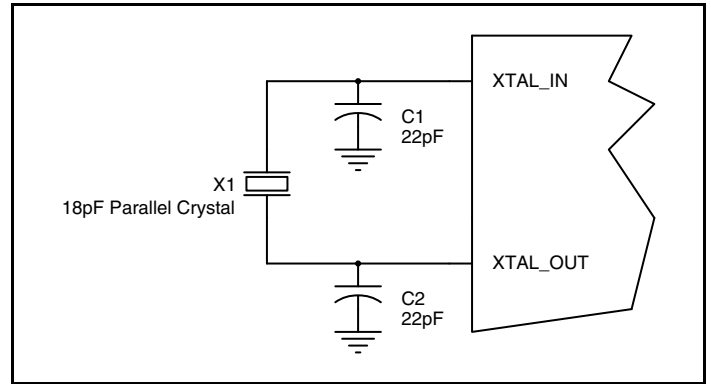 XTAL_IN
C1
22pF
X1
18pF Parallel Crystal
XTAL_OUT
C2
22pF